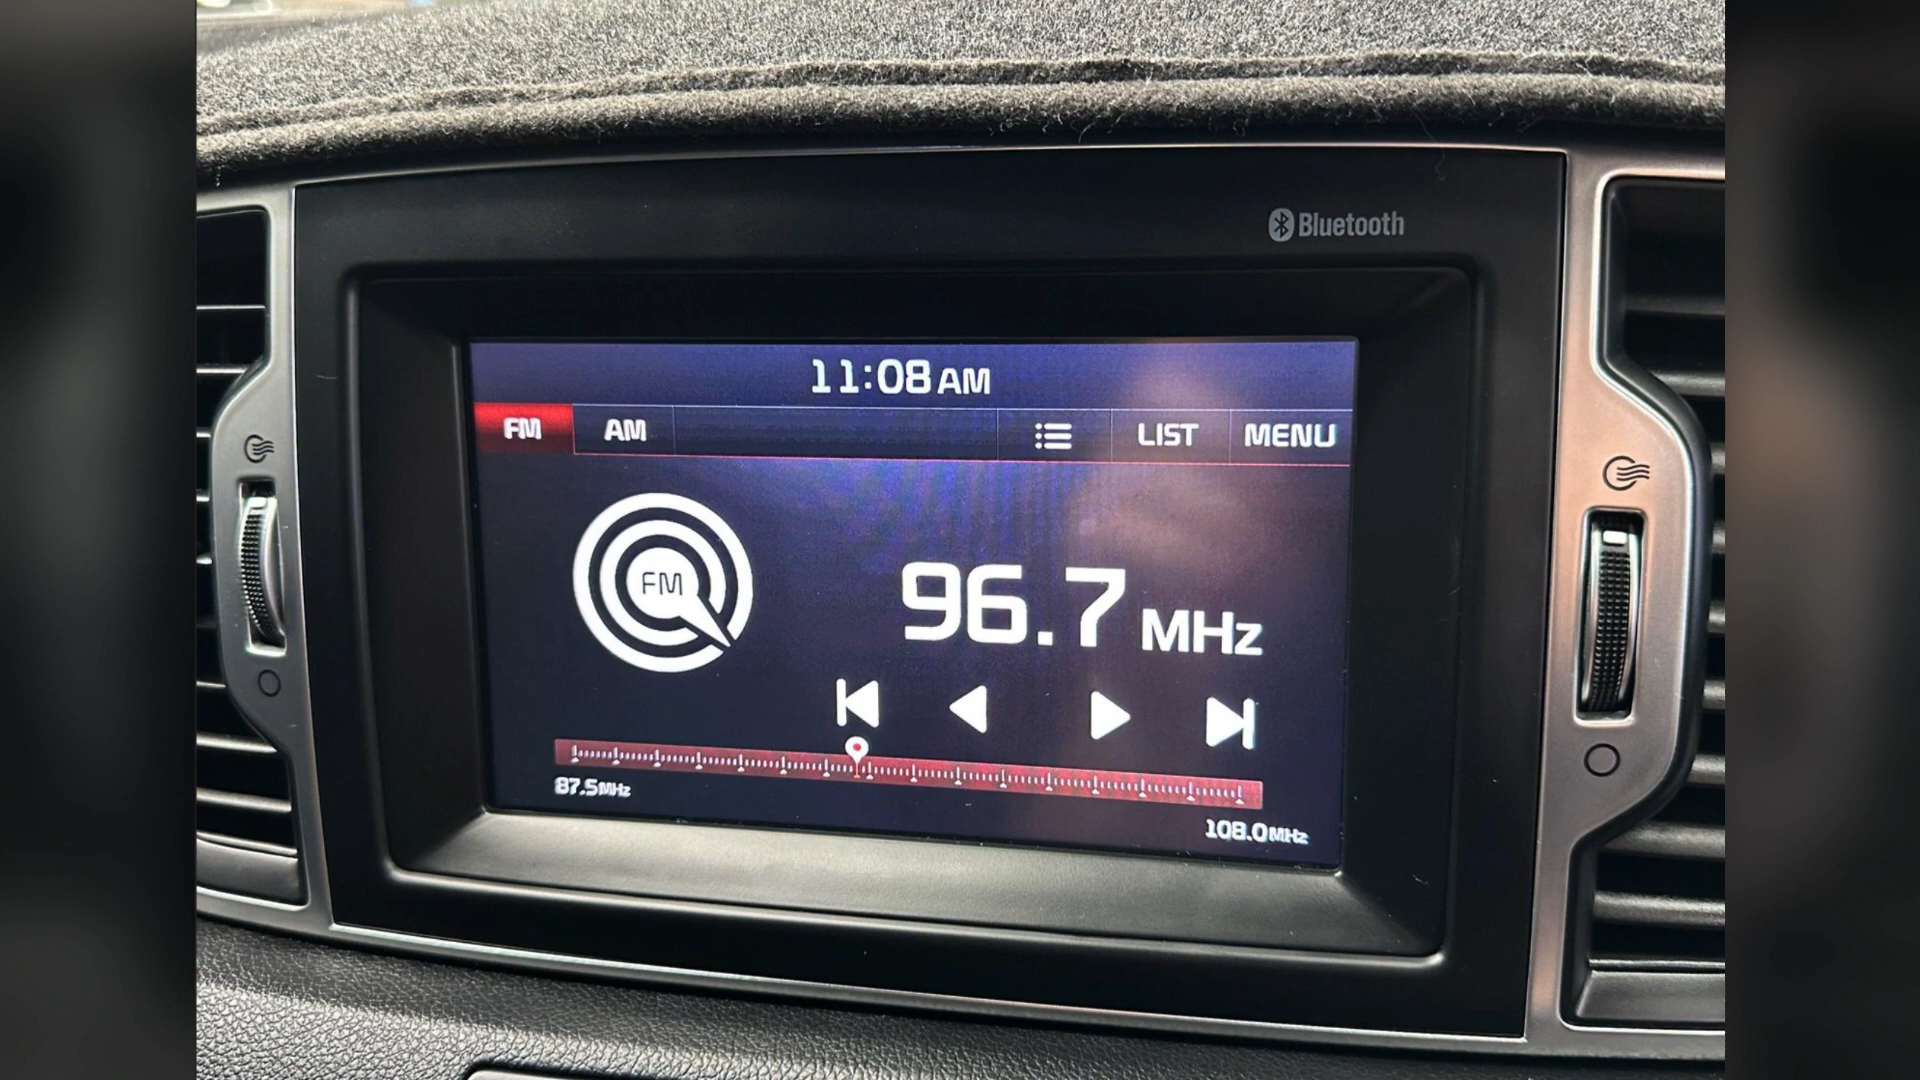 Bluetooth
11:08 AM
FM AM LIST MENU
FM
96.7 MHz
87.5MHz
108.0MHz